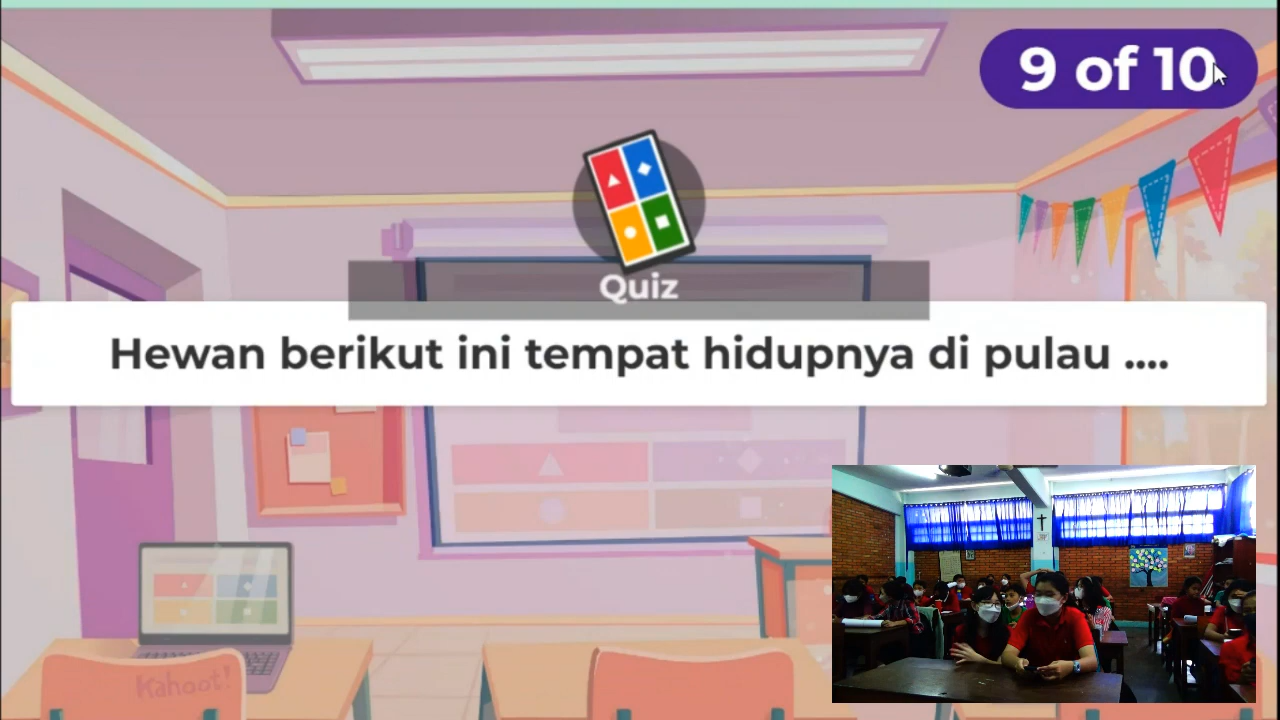 9 of 10
Quiz
Hewan berikut ini tempat hidupnya di pulau ....
Kahoot!